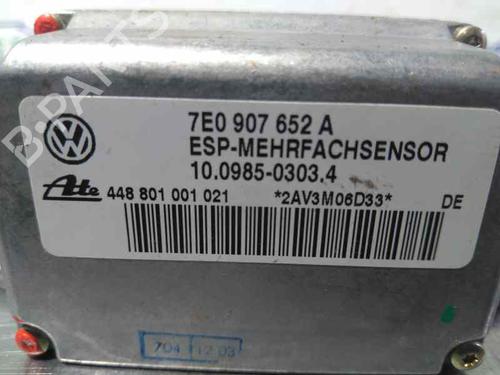 B-PARTS
7E0 907 652 A
ESP-MEHRFACHSENSOR
10.0985-0303.4
Ate 448 801 001 021 *2AV3M06D33* DE
704 12 03